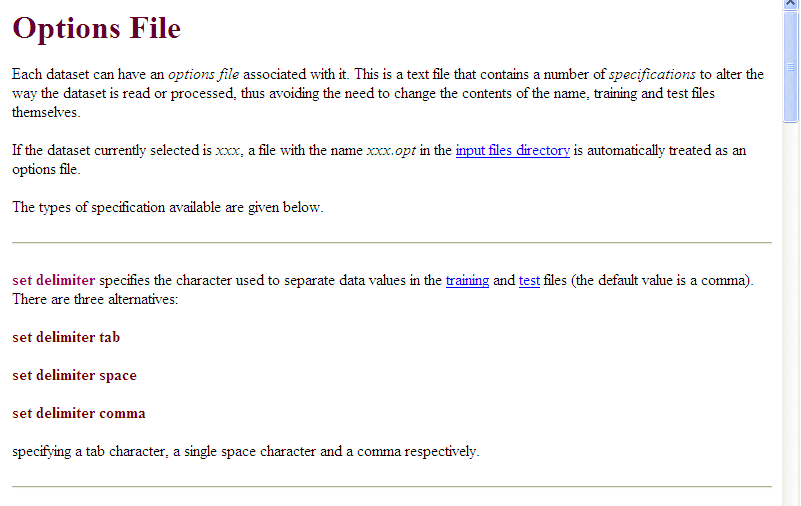 Options File
Each dataset can have an options file associated with it. This is a text file that contains a number of specifications to alter the
way the dataset is read or processed, thus avoiding the need to change the contents of the name, training and test files
themselves.
If the dataset currently selected is xxx, a file with the name xxx.opt in the input files directory is automatically treated as an
options file.
The types of specification available are given below.
set delimiter specifies the character used to separate data values in the training and test files (the default value is a comma).
There are three alternatives:
set delimiter tab
set delimiter space
set delimiter comma
specifying a tab character, a single space character and a comma respectively.